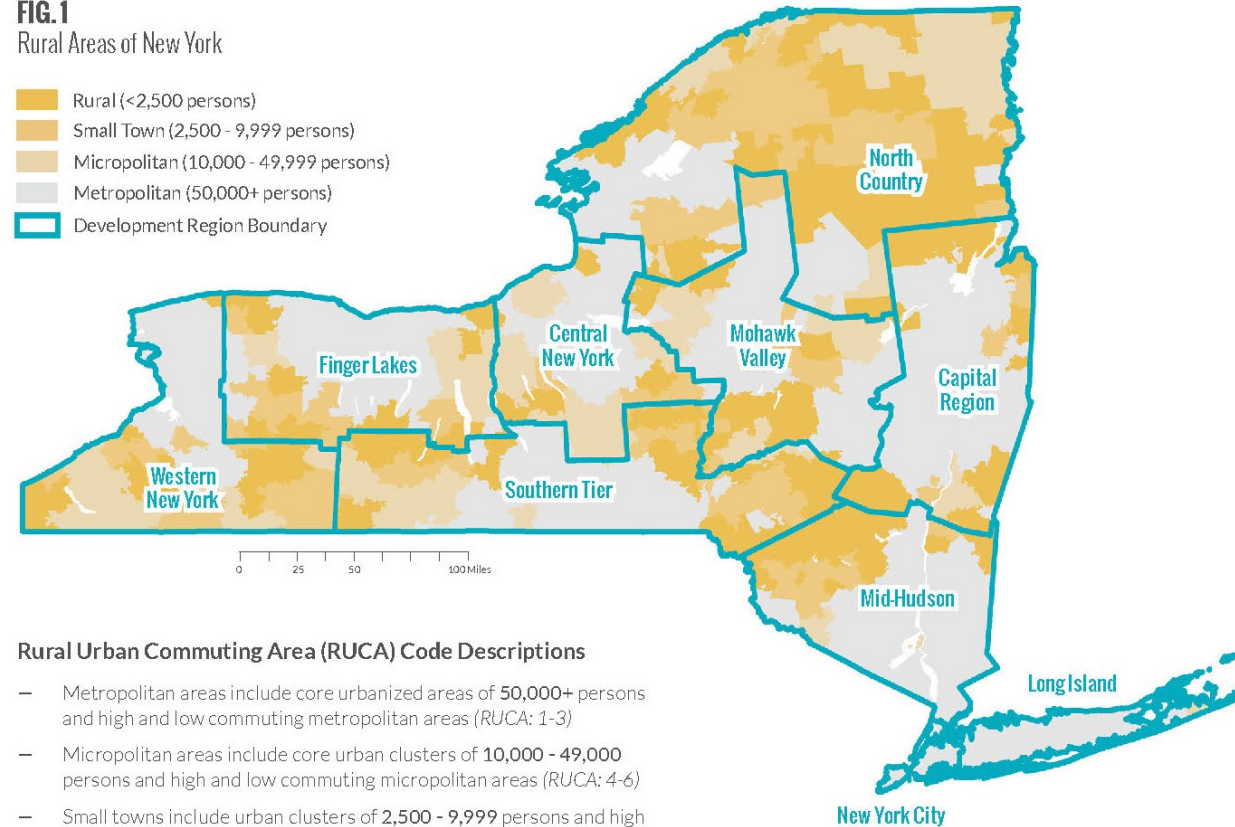 FIG. 1
Rural Areas of New York
Rural (<2,500 persons)
Small Town (2,500 - 9,999 persons)
Micropolitan (10,000 - 49,999 persons)
Metropolitan (50,000+ persons)
Development Region Boundary
North
Country
Central
New York
Mohawk
Valley
Finger Lakes
Capital
Region
Western
New York
Southern Tier
0 25 50 100 Miles
Mid-Hudson
Long Island
New York City
Rural Urban Commuting Area (RUCA) Code Descriptions
– Metropolitan areas include core urbanized areas of 50,000+ persons
and high and low commuting metropolitan areas (RUCA: 1-3)
– Micropolitan areas include core urban clusters of 10,000 - 49,000
persons and high and low commuting micropolitan areas (RUCA: 4-6)
– Small towns include urban clusters of 2,500 - 9,999 persons and high